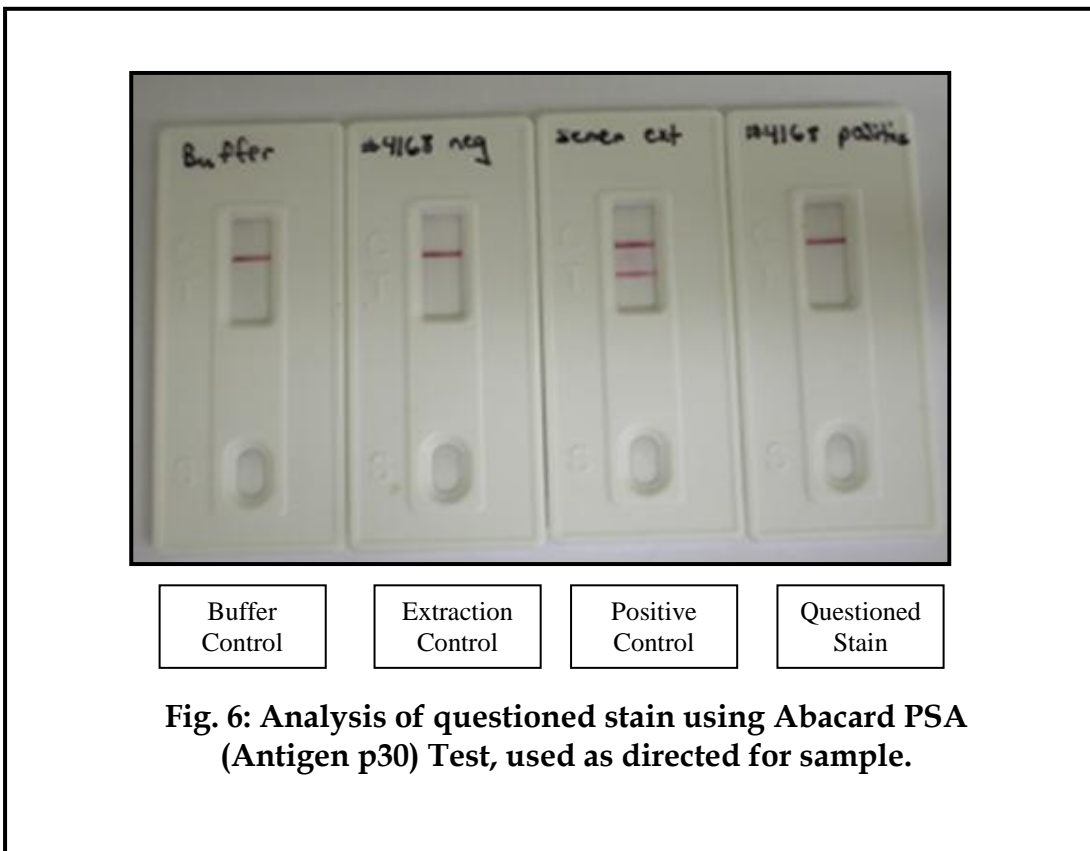 Buffer
#4168 neg
semen ext
#4168 positive
C
T
S
Buffer
Control
Extraction
Control
Positive
Control
Questioned
Stain
Fig. 6: Analysis of questioned stain using Abacard PSA
(Antigen p30) Test, used as directed for sample.